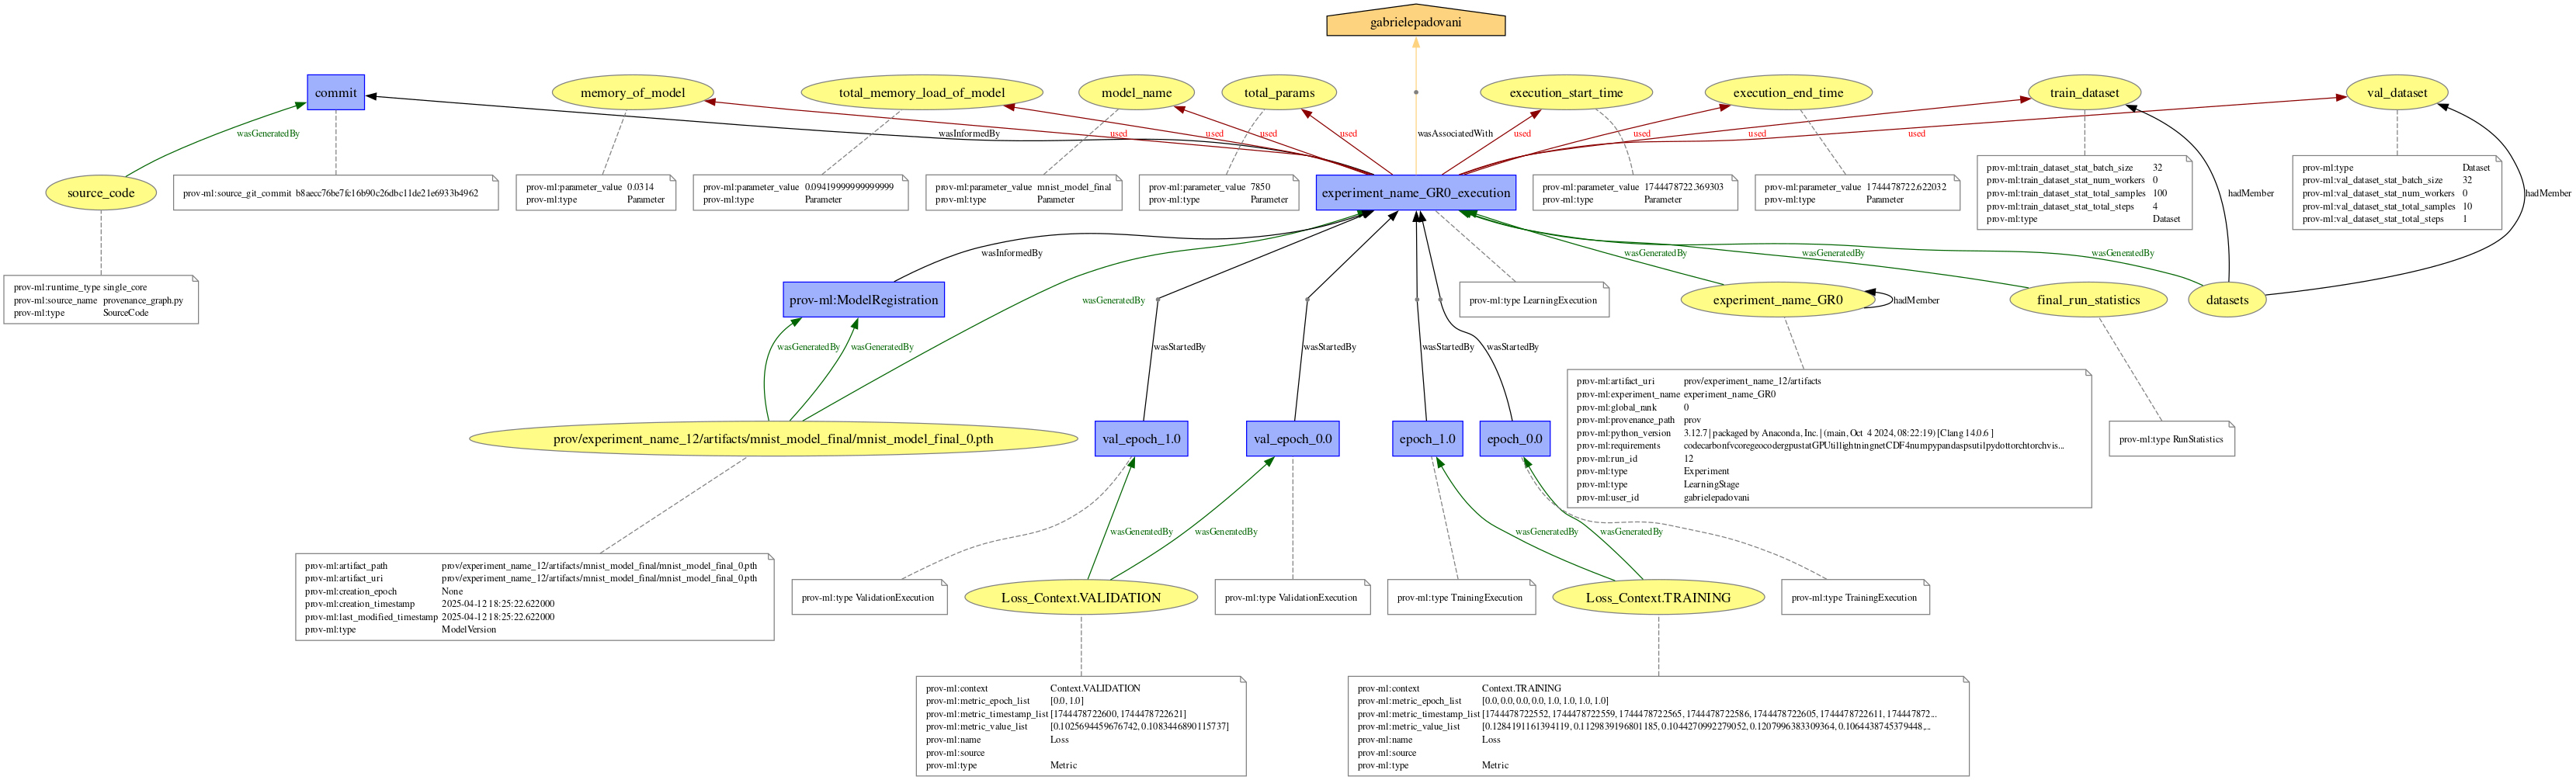 gabrielepadovani
commit
memory_of_model
total_memory_load_of_model
model_name
total_params
execution_start_time
execution_end_time
train_dataset
val_dataset
wasGeneratedBy
wasInformedBy
used
used
used
used
wasAssociatedWith
used
used
used
used
source_code
prov-ml:source_git_commit b8aecc76be7fc16b90c26dbc11de21e6933b4962
prov-ml:parameter_value 0.0314
prov-ml:type Parameter
prov-ml:parameter_value 0.09419999999999999
prov-ml:type Parameter
prov-ml:parameter_value mnist_model_final
prov-ml:type Parameter
prov-ml:parameter_value 7850
prov-ml:type Parameter
experiment_name_GR0_execution
prov-ml:parameter_value 1744478722.369303
prov-ml:type Parameter
prov-ml:parameter_value 1744478722.622032
prov-ml:type Parameter
prov-ml:train_dataset_stat_batch_size 32
prov-ml:train_dataset_stat_num_workers 0
prov-ml:train_dataset_stat_total_samples 100
prov-ml:train_dataset_stat_total_steps 4
prov-ml:type Dataset
hadMember
prov-ml:type Dataset
prov-ml:val_dataset_stat_batch_size 32
prov-ml:val_dataset_stat_num_workers 0
prov-ml:val_dataset_stat_total_samples 10
prov-ml:val_dataset_stat_total_steps 1
hadMember
wasInformedBy
wasGeneratedBy
wasGeneratedBy
wasGeneratedBy
prov-ml:runtime_type single_core
prov-ml:source_name provenance_graph.py
prov-ml:type SourceCode
prov-ml:ModelRegistration
wasGeneratedBy
prov-ml:type LearningExecution
experiment_name_GR0
hadMember
final_run_statistics
datasets
wasGeneratedBy
wasGeneratedBy
wasStartedBy
wasStartedBy
wasStartedBy
wasStartedBy
prov/experiment_name_12/artifacts/mnist_model_final/mnist_model_final_0.pth
val_epoch_1.0
val_epoch_0.0
epoch_1.0
epoch_0.0
prov-ml:artifact_uri prov/experiment_name_12/artifacts
prov-ml:experiment_name experiment_name_GR0
prov-ml:global_rank 0
prov-ml:provenance_path prov
prov-ml:python_version 3.12.7 | packaged by Anaconda, Inc. | (main, Oct 4 2024, 08:22:19) [Clang 14.0.6 ]
prov-ml:requirements codecarbonfvcoregeocodergpustatGPUtillightningnetCDF4numpypandaspsutilpydottorchtorchvis...
prov-ml:run_id 12
prov-ml:type Experiment
prov-ml:type LearningStage
prov-ml:user_id gabrielepadovani
prov-ml:type RunStatistics
wasGeneratedBy
wasGeneratedBy
wasGeneratedBy
wasGeneratedBy
prov-ml:artifact_path prov/experiment_name_12/artifacts/mnist_model_final/mnist_model_final_0.pth
prov-ml:artifact_uri prov/experiment_name_12/artifacts/mnist_model_final/mnist_model_final_0.pth
prov-ml:creation_epoch None
prov-ml:creation_timestamp 2025-04-12 18:25:22.622000
prov-ml:last_modified_timestamp 2025-04-12 18:25:22.622000
prov-ml:type ModelVersion
prov-ml:type ValidationExecution
Loss_Context.VALIDATION
prov-ml:type ValidationExecution
prov-ml:type TrainingExecution
Loss_Context.TRAINING
prov-ml:type TrainingExecution
prov-ml:context Context.VALIDATION
prov-ml:metric_epoch_list [0.0, 1.0]
prov-ml:metric_timestamp_list [1744478722600, 1744478722621]
prov-ml:metric_value_list [0.1025694459676742, 0.1083446890115737]
prov-ml:name Loss
prov-ml:source
prov-ml:type Metric
prov-ml:context Context.TRAINING
prov-ml:metric_epoch_list [0.0, 0.0, 0.0, 0.0, 1.0, 1.0, 1.0, 1.0]
prov-ml:metric_timestamp_list [1744478722552, 1744478722559, 1744478722565, 1744478722586, 1744478722605, 1744478722611, 174447872...
prov-ml:metric_value_list [0.1284191161394119, 0.1129839196801185, 0.1044270992279052, 0.1207996383309364, 0.1064438745379448,...
prov-ml:name Loss
prov-ml:source
prov-ml:type Metric